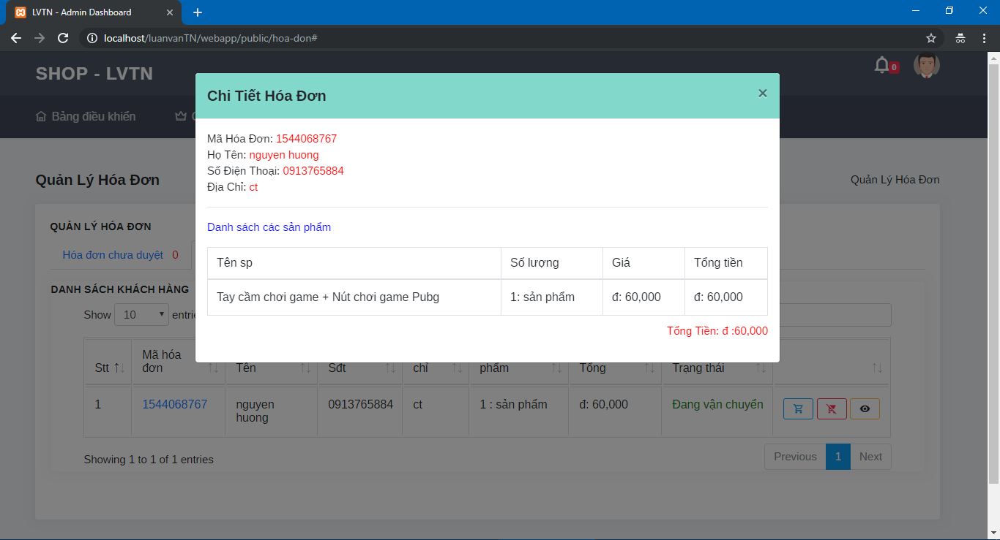 LVTN - Admin Dashboard
localhost/luanvanTN/webapp/public/hoa-don#
SHOP - LVTN
0
Bảng điều khiển
Chi Tiết Hóa Đơn
×
Mã Hóa Đơn: 1544068767
Họ Tên: nguyen huong
Số Điện Thoại: 0913765884
Địa Chỉ: ct
Danh sách các sản phẩm
Tên sp Số lượng Giá Tổng tiền
Tay cầm chơi game + Nút chơi game Pubg 1: sản phẩm đ: 60,000 đ: 60,000
Tổng Tiền: đ :60,000
Quản Lý Hóa Đơn
Quản Lý Hóa Đơn
QUẢN LÝ HÓA ĐƠN
Hóa đơn chưa duyệt 0
DANH SÁCH KHÁCH HÀNG
Show 10
Stt Mã hóa đơn Tên Sđt chỉ phẩm Tổng Trạng thái
1 1544068767 nguyen huong 0913765884 ct 1 : sản phẩm đ: 60,000 Đang vận chuyển
Showing 1 to 1 of 1 entries
Previous 1 Next